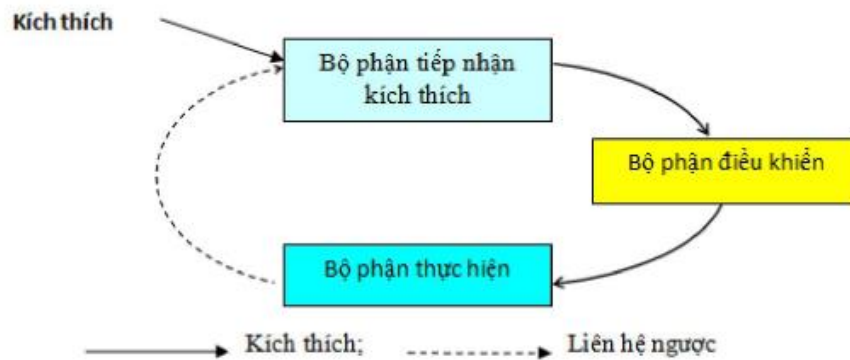 Kích thích
Bộ phận tiếp nhận
kích thích
Bộ phận điều khiển
Bộ phận thực hiện
Kích thích; Liên hệ ngược